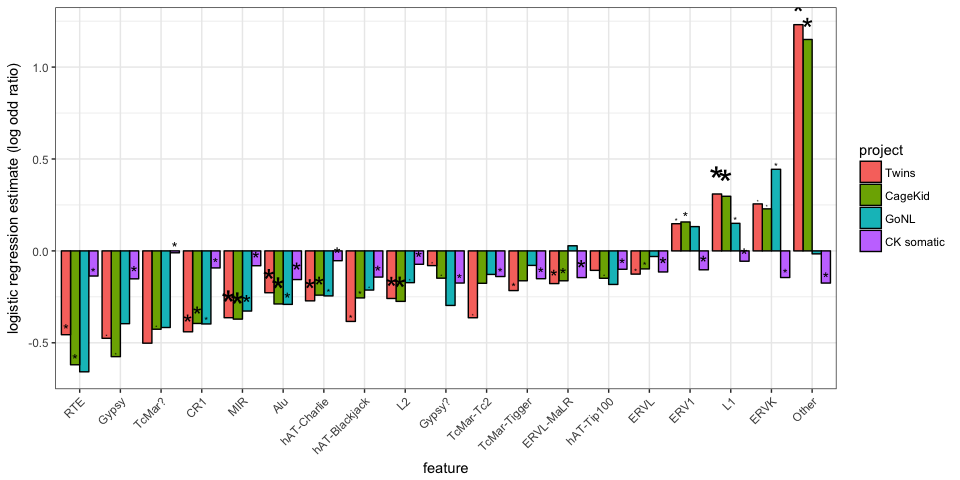 logistic regression estimate (log odd ratio)
1.0
0.5
0.0
-0.5
RTE
Gypsy
TcMar?
CR1
MIR
Alu
hAT-Charlie
hAT-Blackjack
L2
Gypsy?
TcMar-Tc2
TcMar-Tigger
ERVL-MaLR
hAT-Tip100
ERVL
ERV1
L1
ERVK
Other
feature
project
Twins
CageKid
GoNL
CK somatic